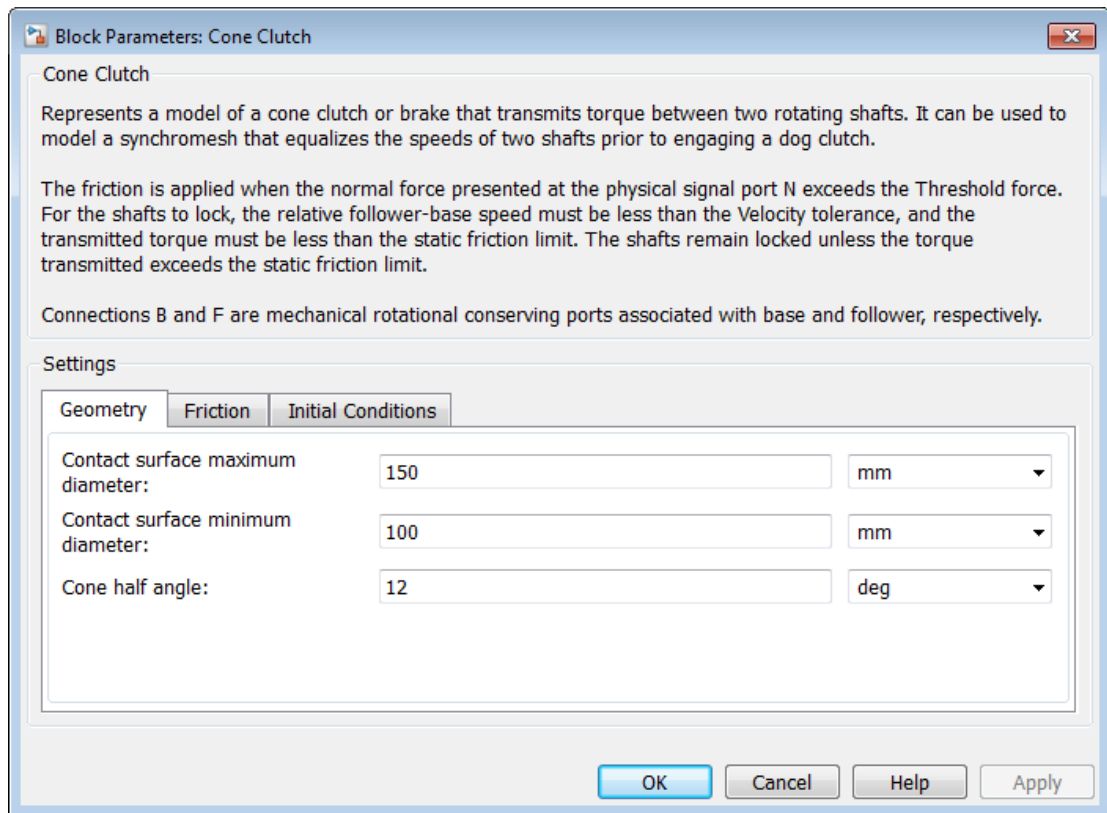 Block Parameters: Cone Clutch
Cone Clutch
Represents a model of a cone clutch or brake that transmits torque between two rotating shafts. It can be used to
model a synchromesh that equalizes the speeds of two shafts prior to engaging a dog clutch.
The friction is applied when the normal force presented at the physical signal port N exceeds the Threshold force.
For the shafts to lock, the relative follower-base speed must be less than the Velocity tolerance, and the
transmitted torque must be less than the static friction limit. The shafts remain locked unless the torque
transmitted exceeds the static friction limit.
Connections B and F are mechanical rotational conserving ports associated with base and follower, respectively.
Settings
Geometry Friction Initial Conditions
Contact surface maximum
diameter: 150 mm
Contact surface minimum
diameter: 100 mm
Cone half angle: 12 deg
OK Cancel Help Apply